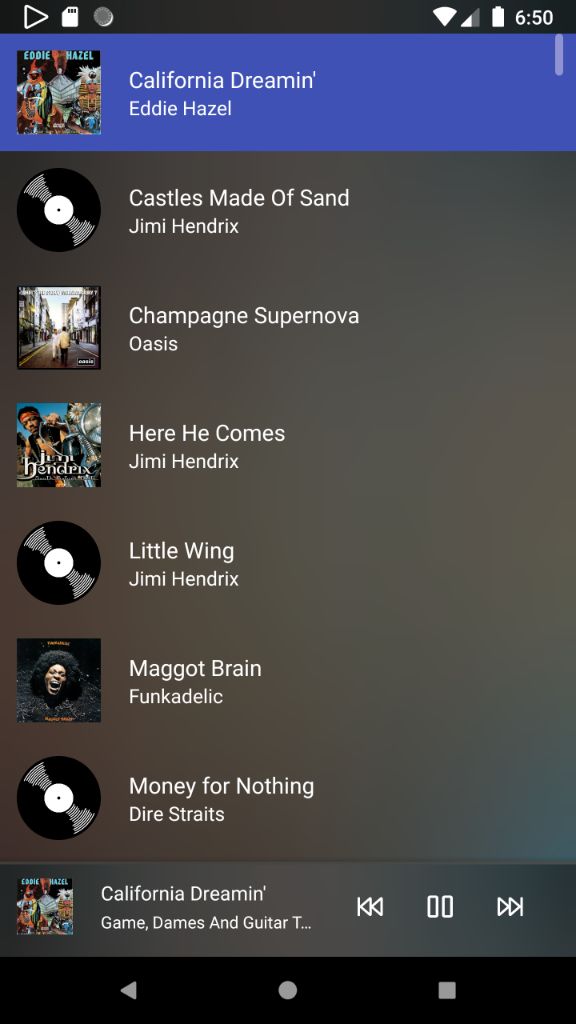 6:50
EDDIE HAZEL
California Dreamin'
Eddie Hazel
Castles Made Of Sand
Jimi Hendrix
Champagne Supernova
Oasis
oasis
Here He Comes
Jimi Hendrix
jimi
hendrix
Little Wing
Jimi Hendrix
Maggot Brain
Funkadelic
FUNKADELIC
MAGGOT BRAIN
Money for Nothing
Dire Straits
EDDIE HAZEL
California Dreamin'
Game, Dames And Guitar T...